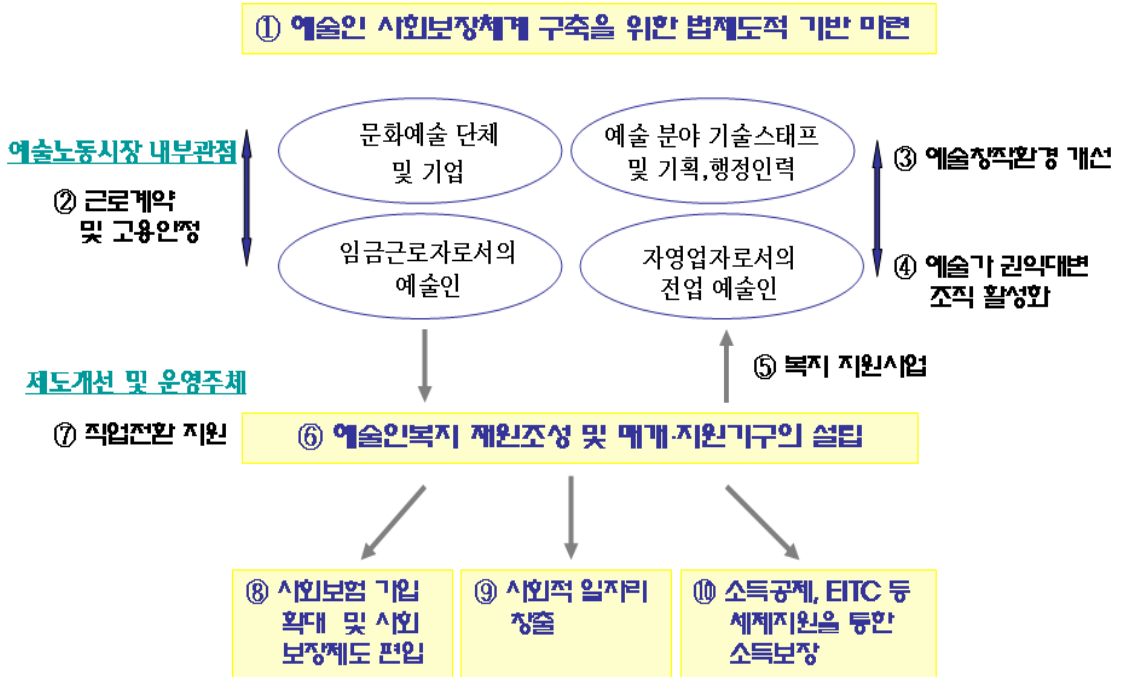 ① 예술인 사회보장체계 구축을 위한 법제도적 기반 마련
문화예술 단체
및 기업
예술 분야 기술스태프
및 기획,행정인력
예술노동시장 내부관점
② 근로계약
및 고용안정
③ 예술창작환경 개선
임금근로자로서의
예술인
자영업자로서의
전업 예술인
④ 예술가 권익대변
조직 활성화
⑤ 복지 지원사업
제도개선 및 운영주체
⑦ 직업전환 지원
⑥ 예술인복지 재원조성 및 매개·지원기구의 설립
⑧ 사회보험 가입
확대 및 사회
보장제도 편입
⑨ 사회적 일자리
창출
⑩ 소득공제, EITC 등
세제지원을 통한
소득보장